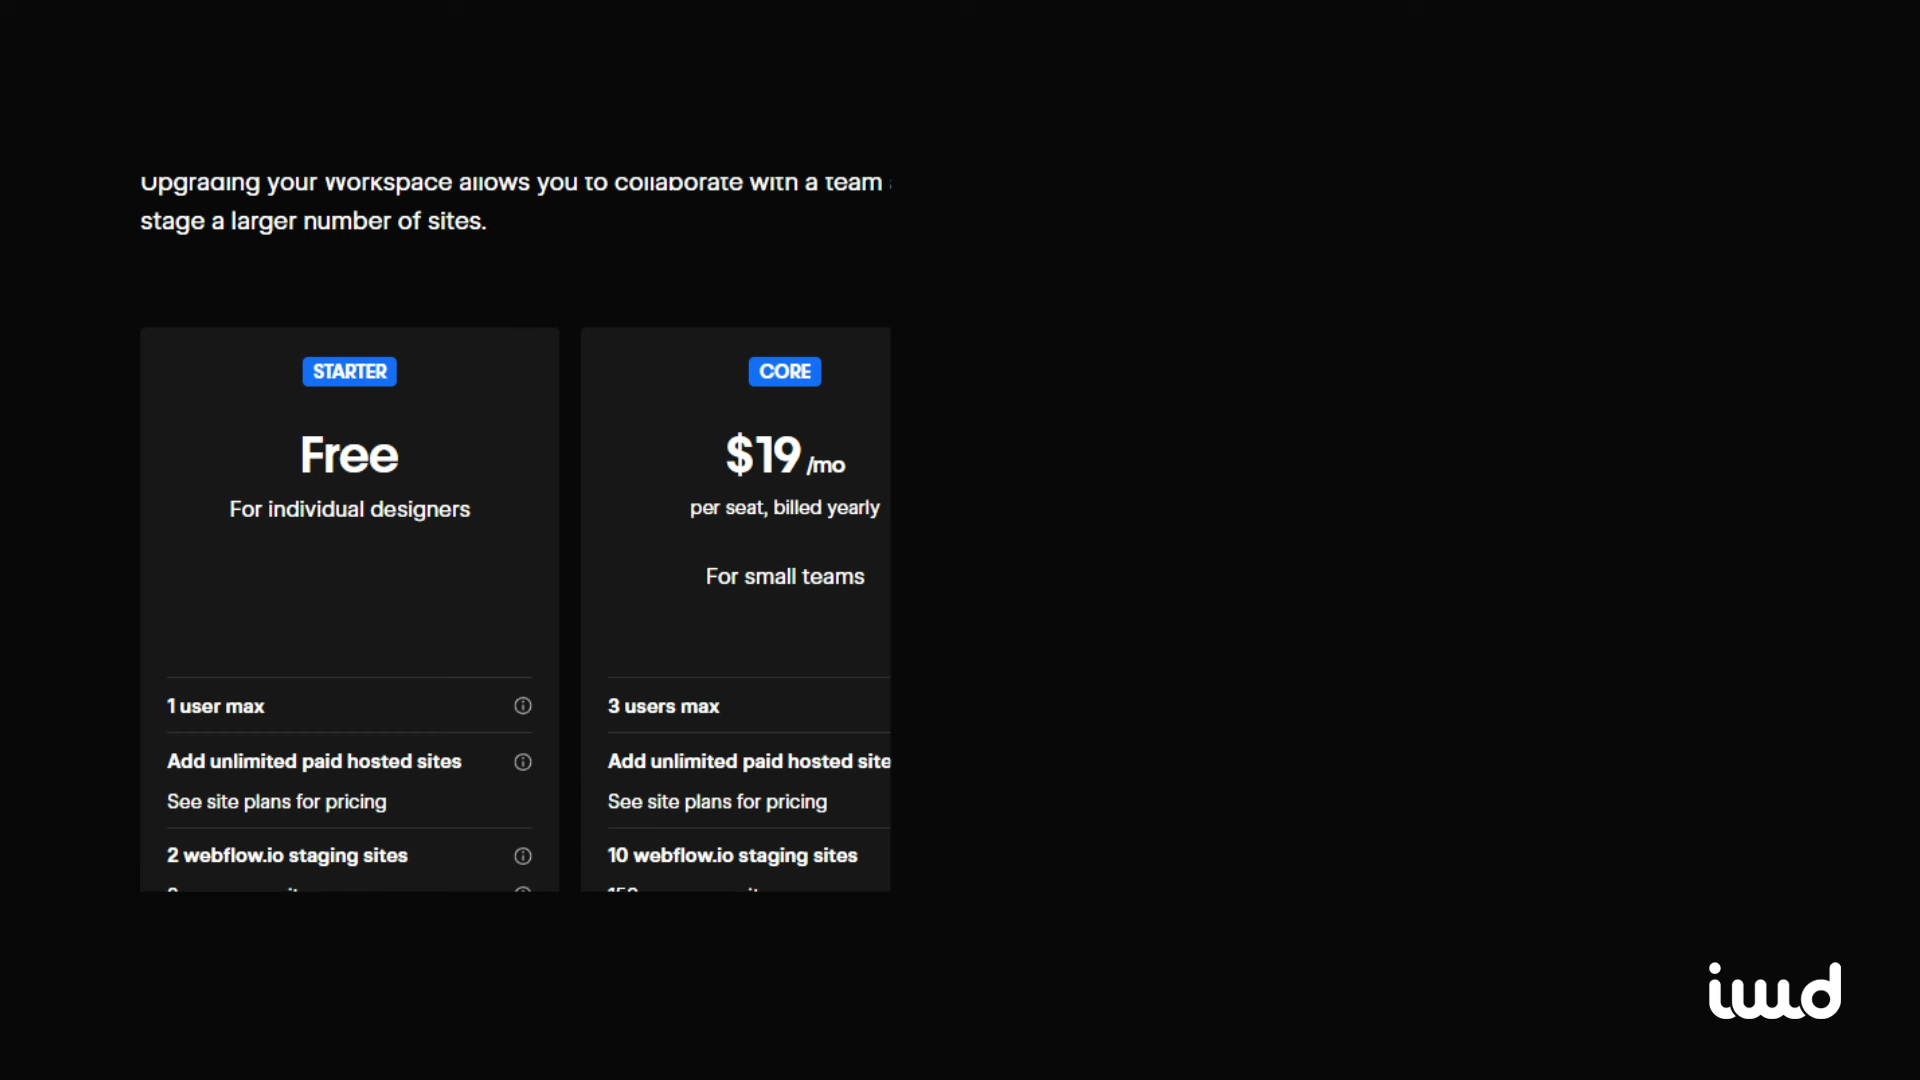 Upgrading your Workspace allows you to collaborate with a team
stage a larger number of sites.
STARTER
Free
For individual designers
1 user max
Add unlimited paid hosted sites
See site plans for pricing
2 webflow.io staging sites
CORE
$19 /mo
per seat, billed yearly
For small teams
3 users max
Add unlimited paid hosted site
See site plans for pricing
10 webflow.io staging sites
iwd